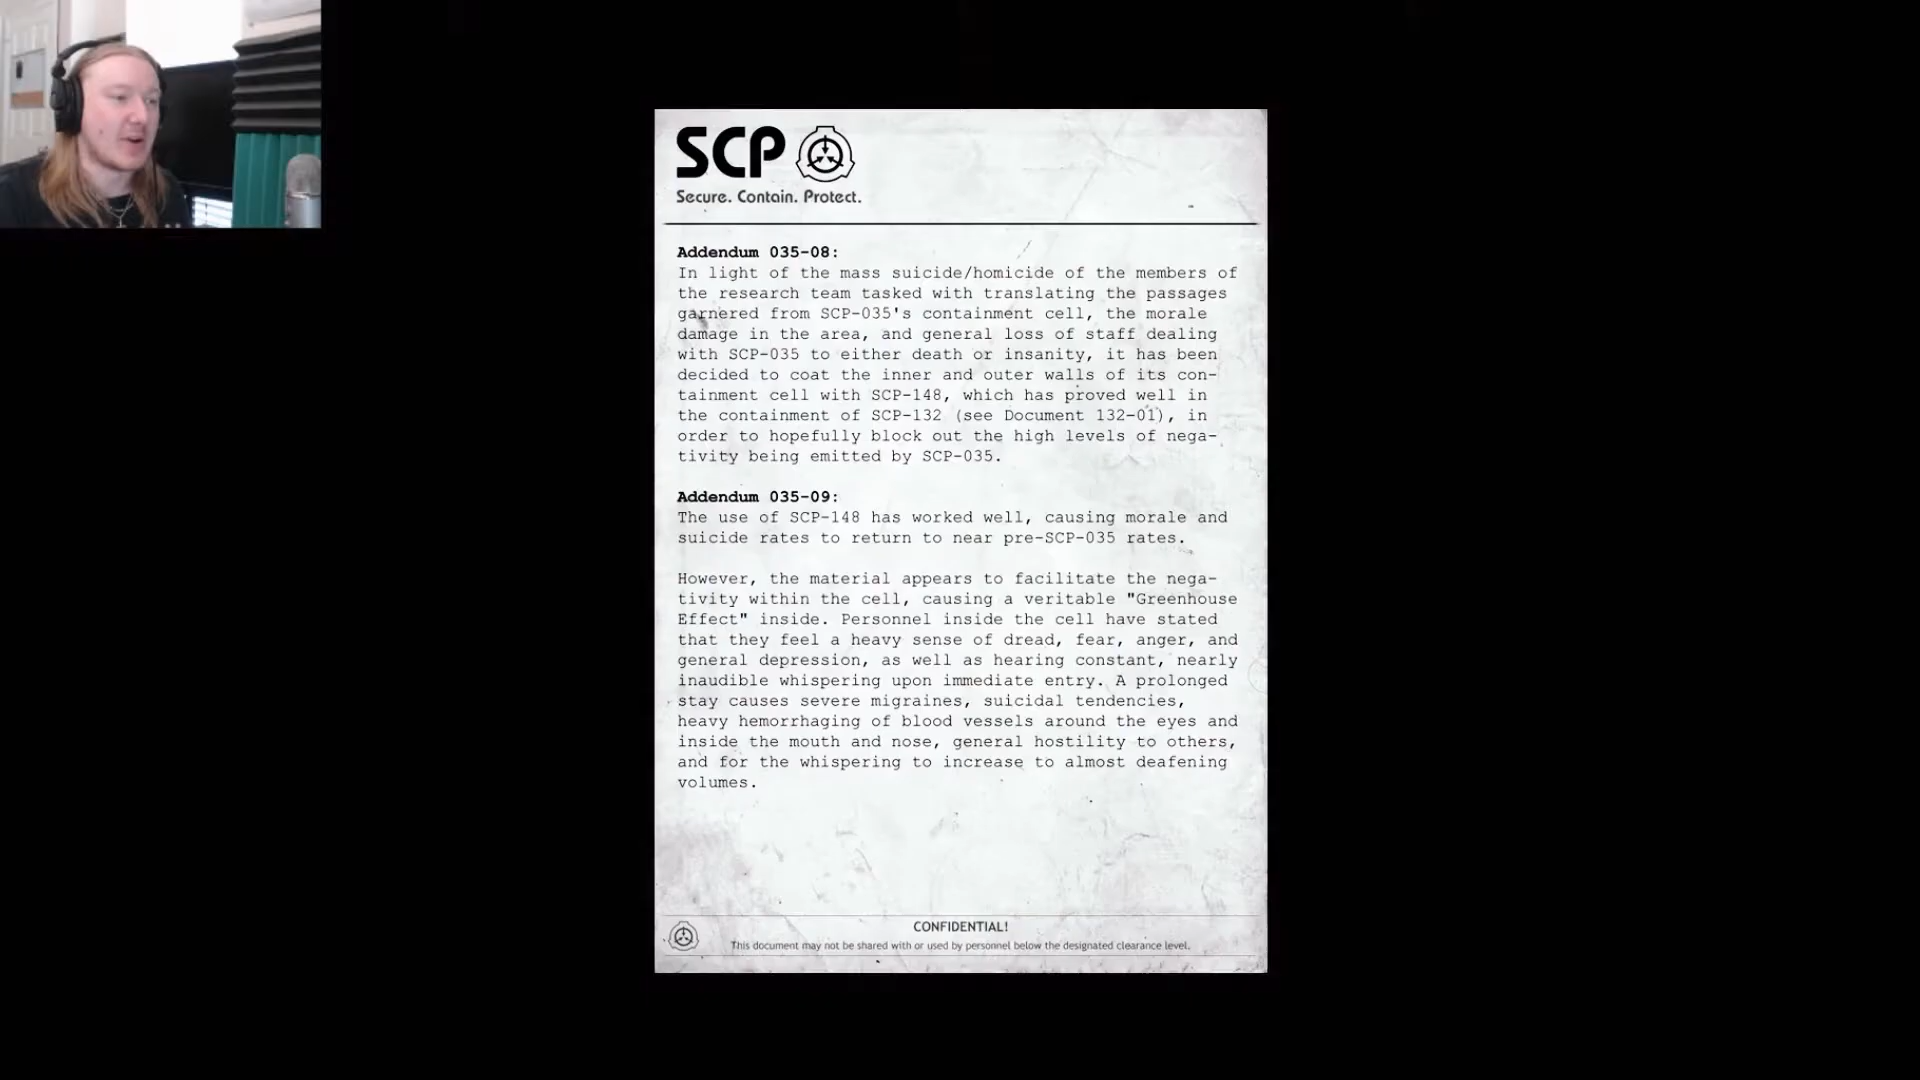 SCP
Secure. Contain. Protect.
Addendum 035-08:
In light of the mass suicide/homicide of the members of
the research team tasked with translating the passages
garnered from SCP-035's containment cell, the morale
damage in the area, and general loss of staff dealing
with SCP-035 to either death or insanity, it has been
decided to coat the inner and outer walls of its con-
tainment cell with SCP-148, which has proved well in
the containment of SCP-132 (see Document 132-01), in
order to hopefully block out the high levels of nega-
tivity being emitted by SCP-035.
Addendum 035-09:
The use of SCP-148 has worked well, causing morale and
suicide rates to return to near pre-SCP-035 rates.
However, the material appears to facilitate the nega-
tivity within the cell, causing a veritable "Greenhouse
Effect" inside. Personnel inside the cell have stated
that they feel a heavy sense of dread, fear, anger, and
general depression, as well as hearing constant, nearly
inaudible whispering upon immediate entry. A prolonged
stay causes severe migraines, suicidal tendencies,
heavy hemorrhaging of blood vessels around the eyes and
inside the mouth and nose, general hostility to others,
and for the whispering to increase to almost deafening
volumes.
CONFIDENTIAL!
This document may not be shared with or used by personnel below the designated clearance level.